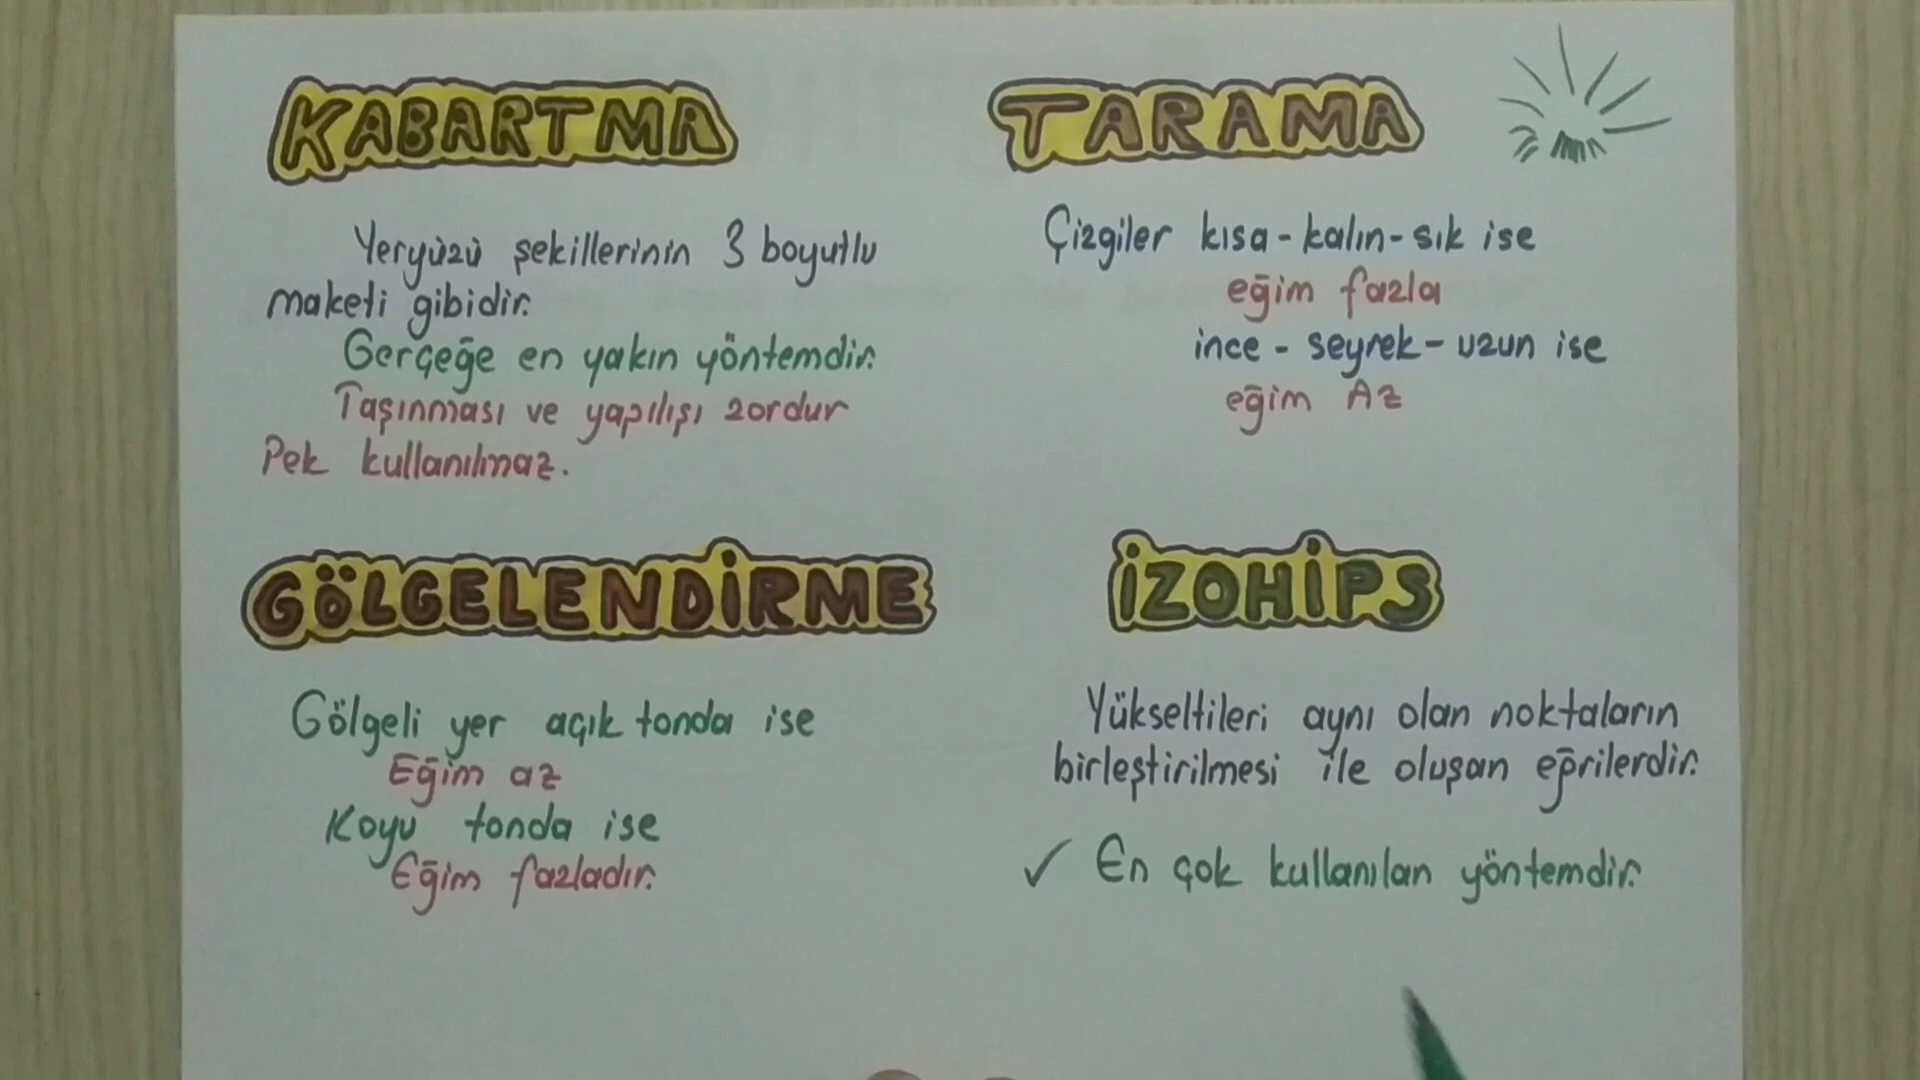 KABARTMA
Yeryüzü şekillerinin 3 boyutlu
maketi gibidir.
Gerçeğe en yakın yöntemdir.
Taşınması ve yapılışı zordur
Pek kullanılmaz.
TARAMA
Çizgiler kısa-kalın-sık ise
eğim fazla
ince - seyrek - uzun ise
eğim Az
GÖLGELENDİRME
Gölgeli yer açık tonda ise
Eğim az
Koyu tonda ise
Eğim fazladır.
İZOHİPS
Yükseltileri aynı olan noktaların
birleştirilmesi ile oluşan eğrilerdir.
✓ En çok kullanılan yöntemdir.